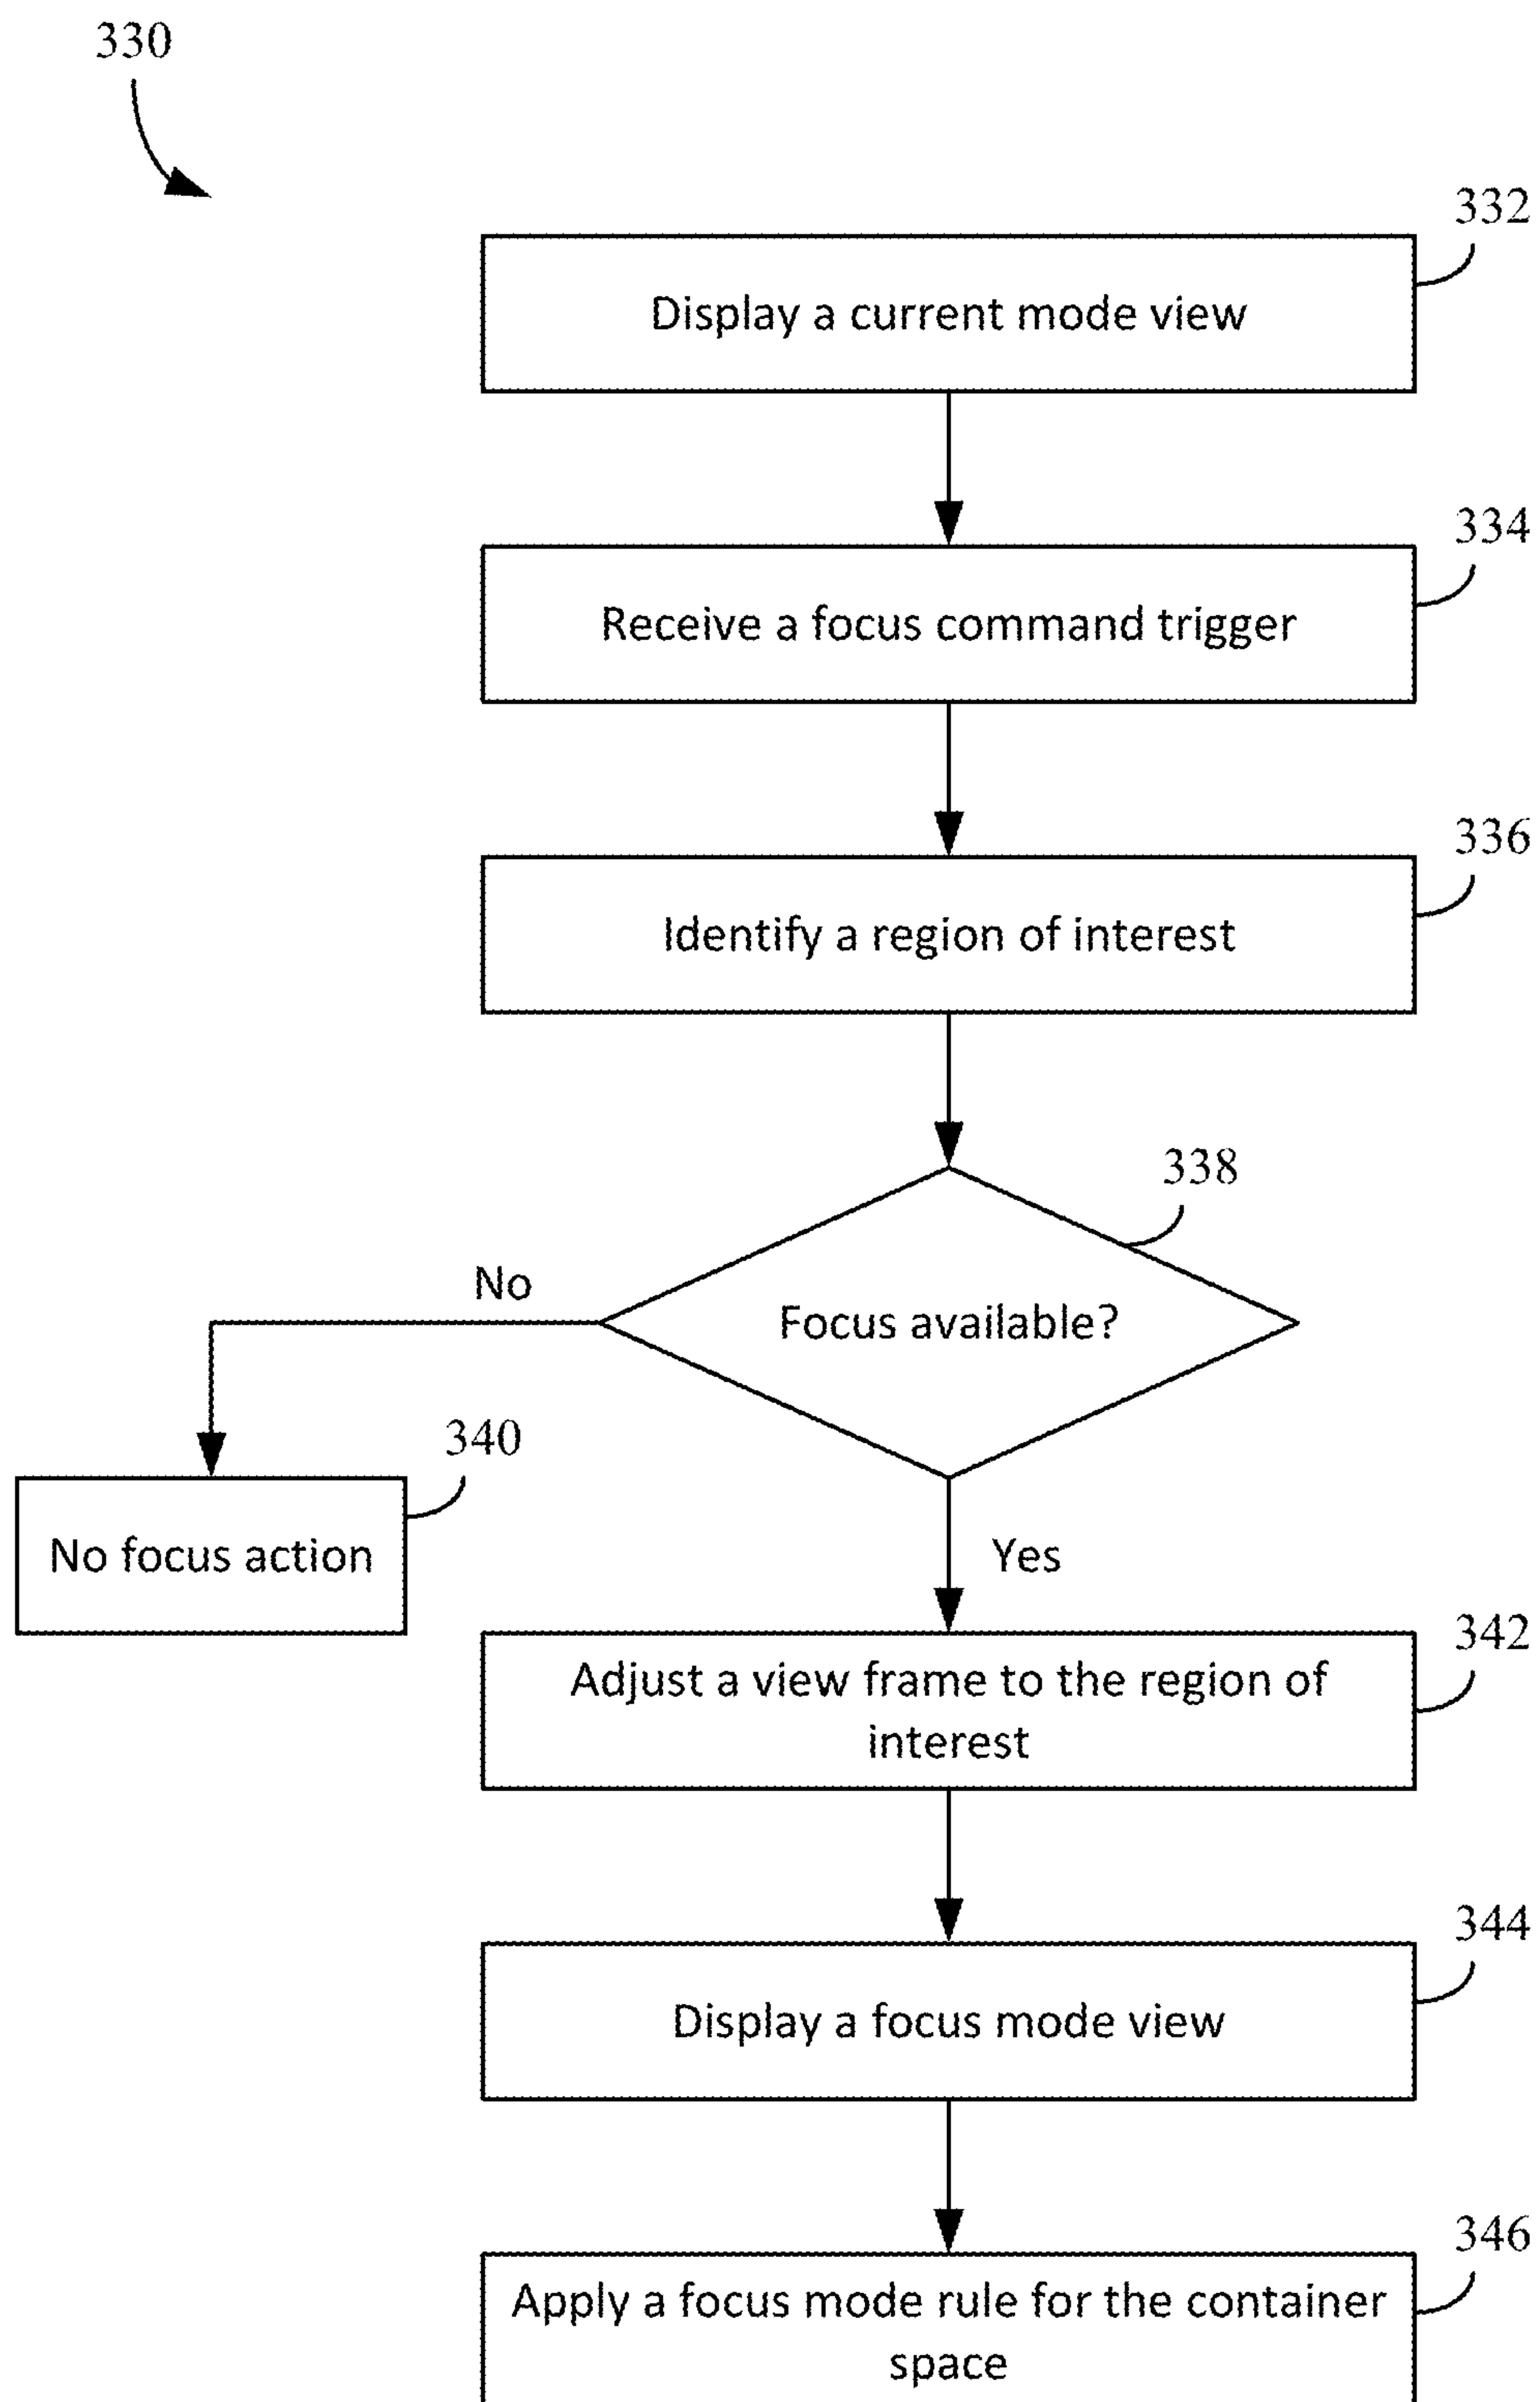 330
332
Display a current mode view
334
Receive a focus command trigger
336
Identify a region of interest
338
No
Focus available?
340
No focus action
Yes
342
Adjust a view frame to the region of
interest
344
Display a focus mode view
346
Apply a focus mode rule for the container
space